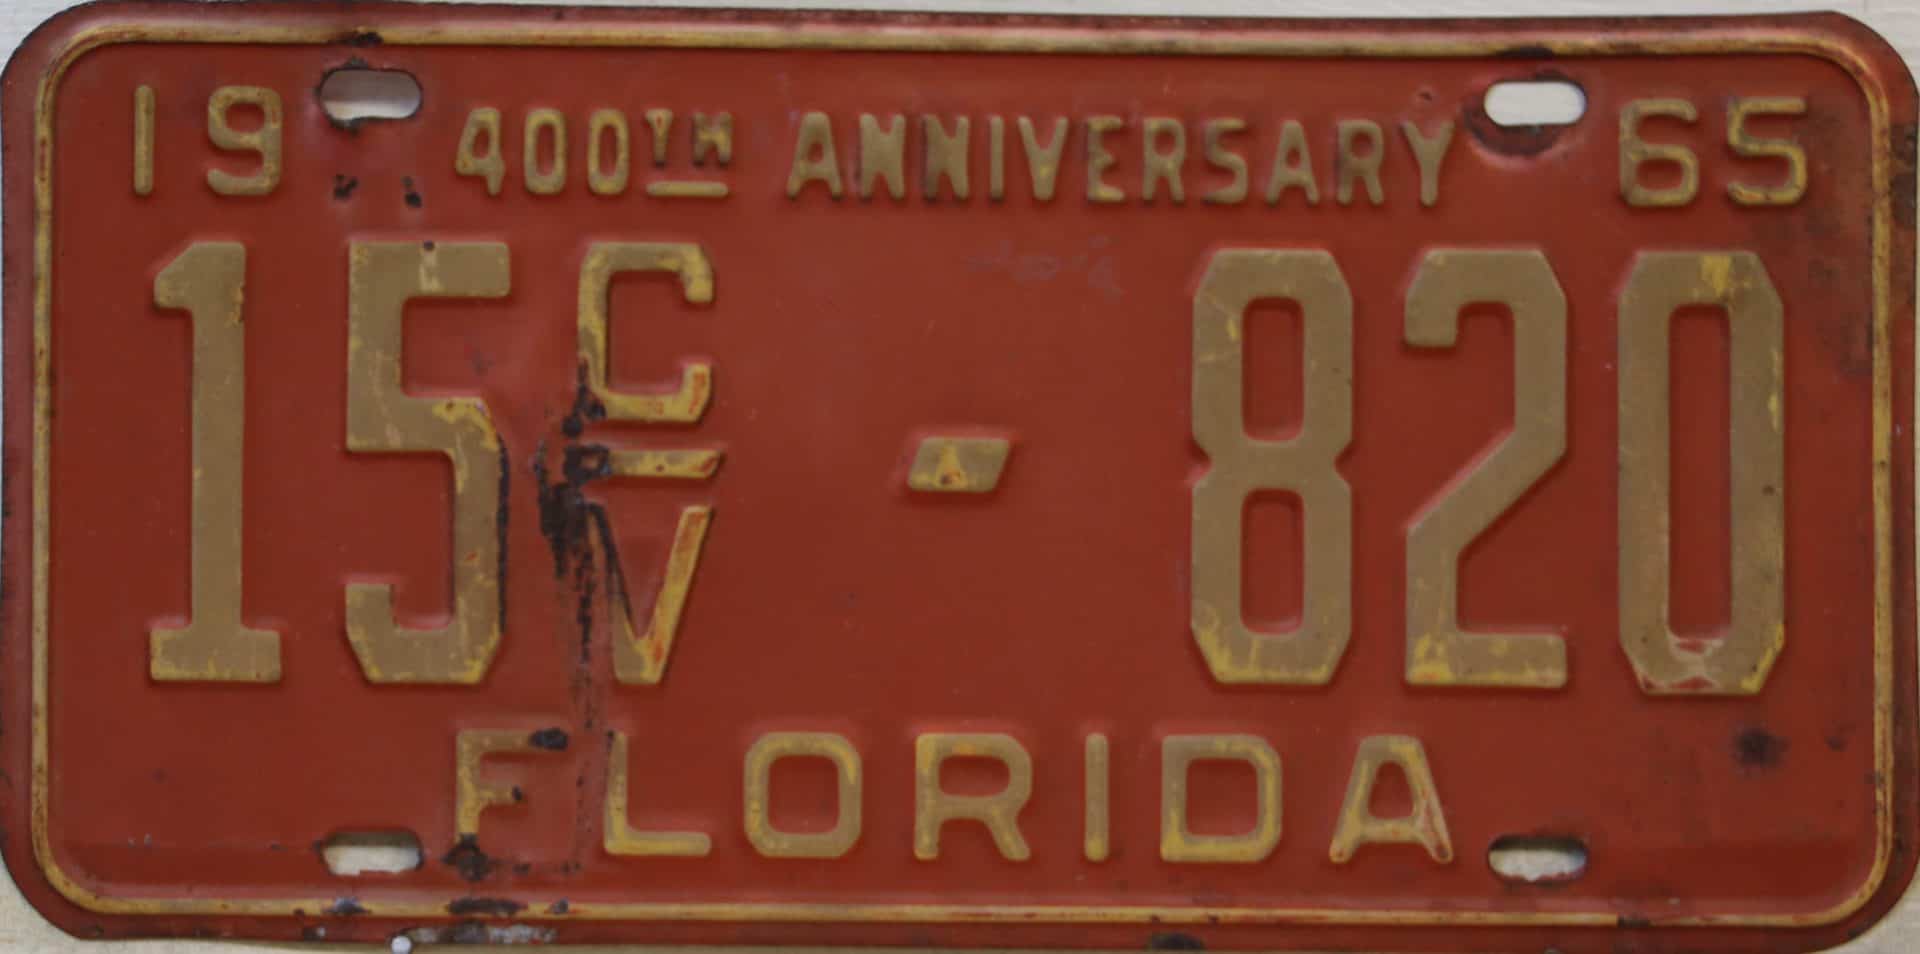 19 400TH ANNIVERSARY 65
15 C/V - 820
FLORIDA